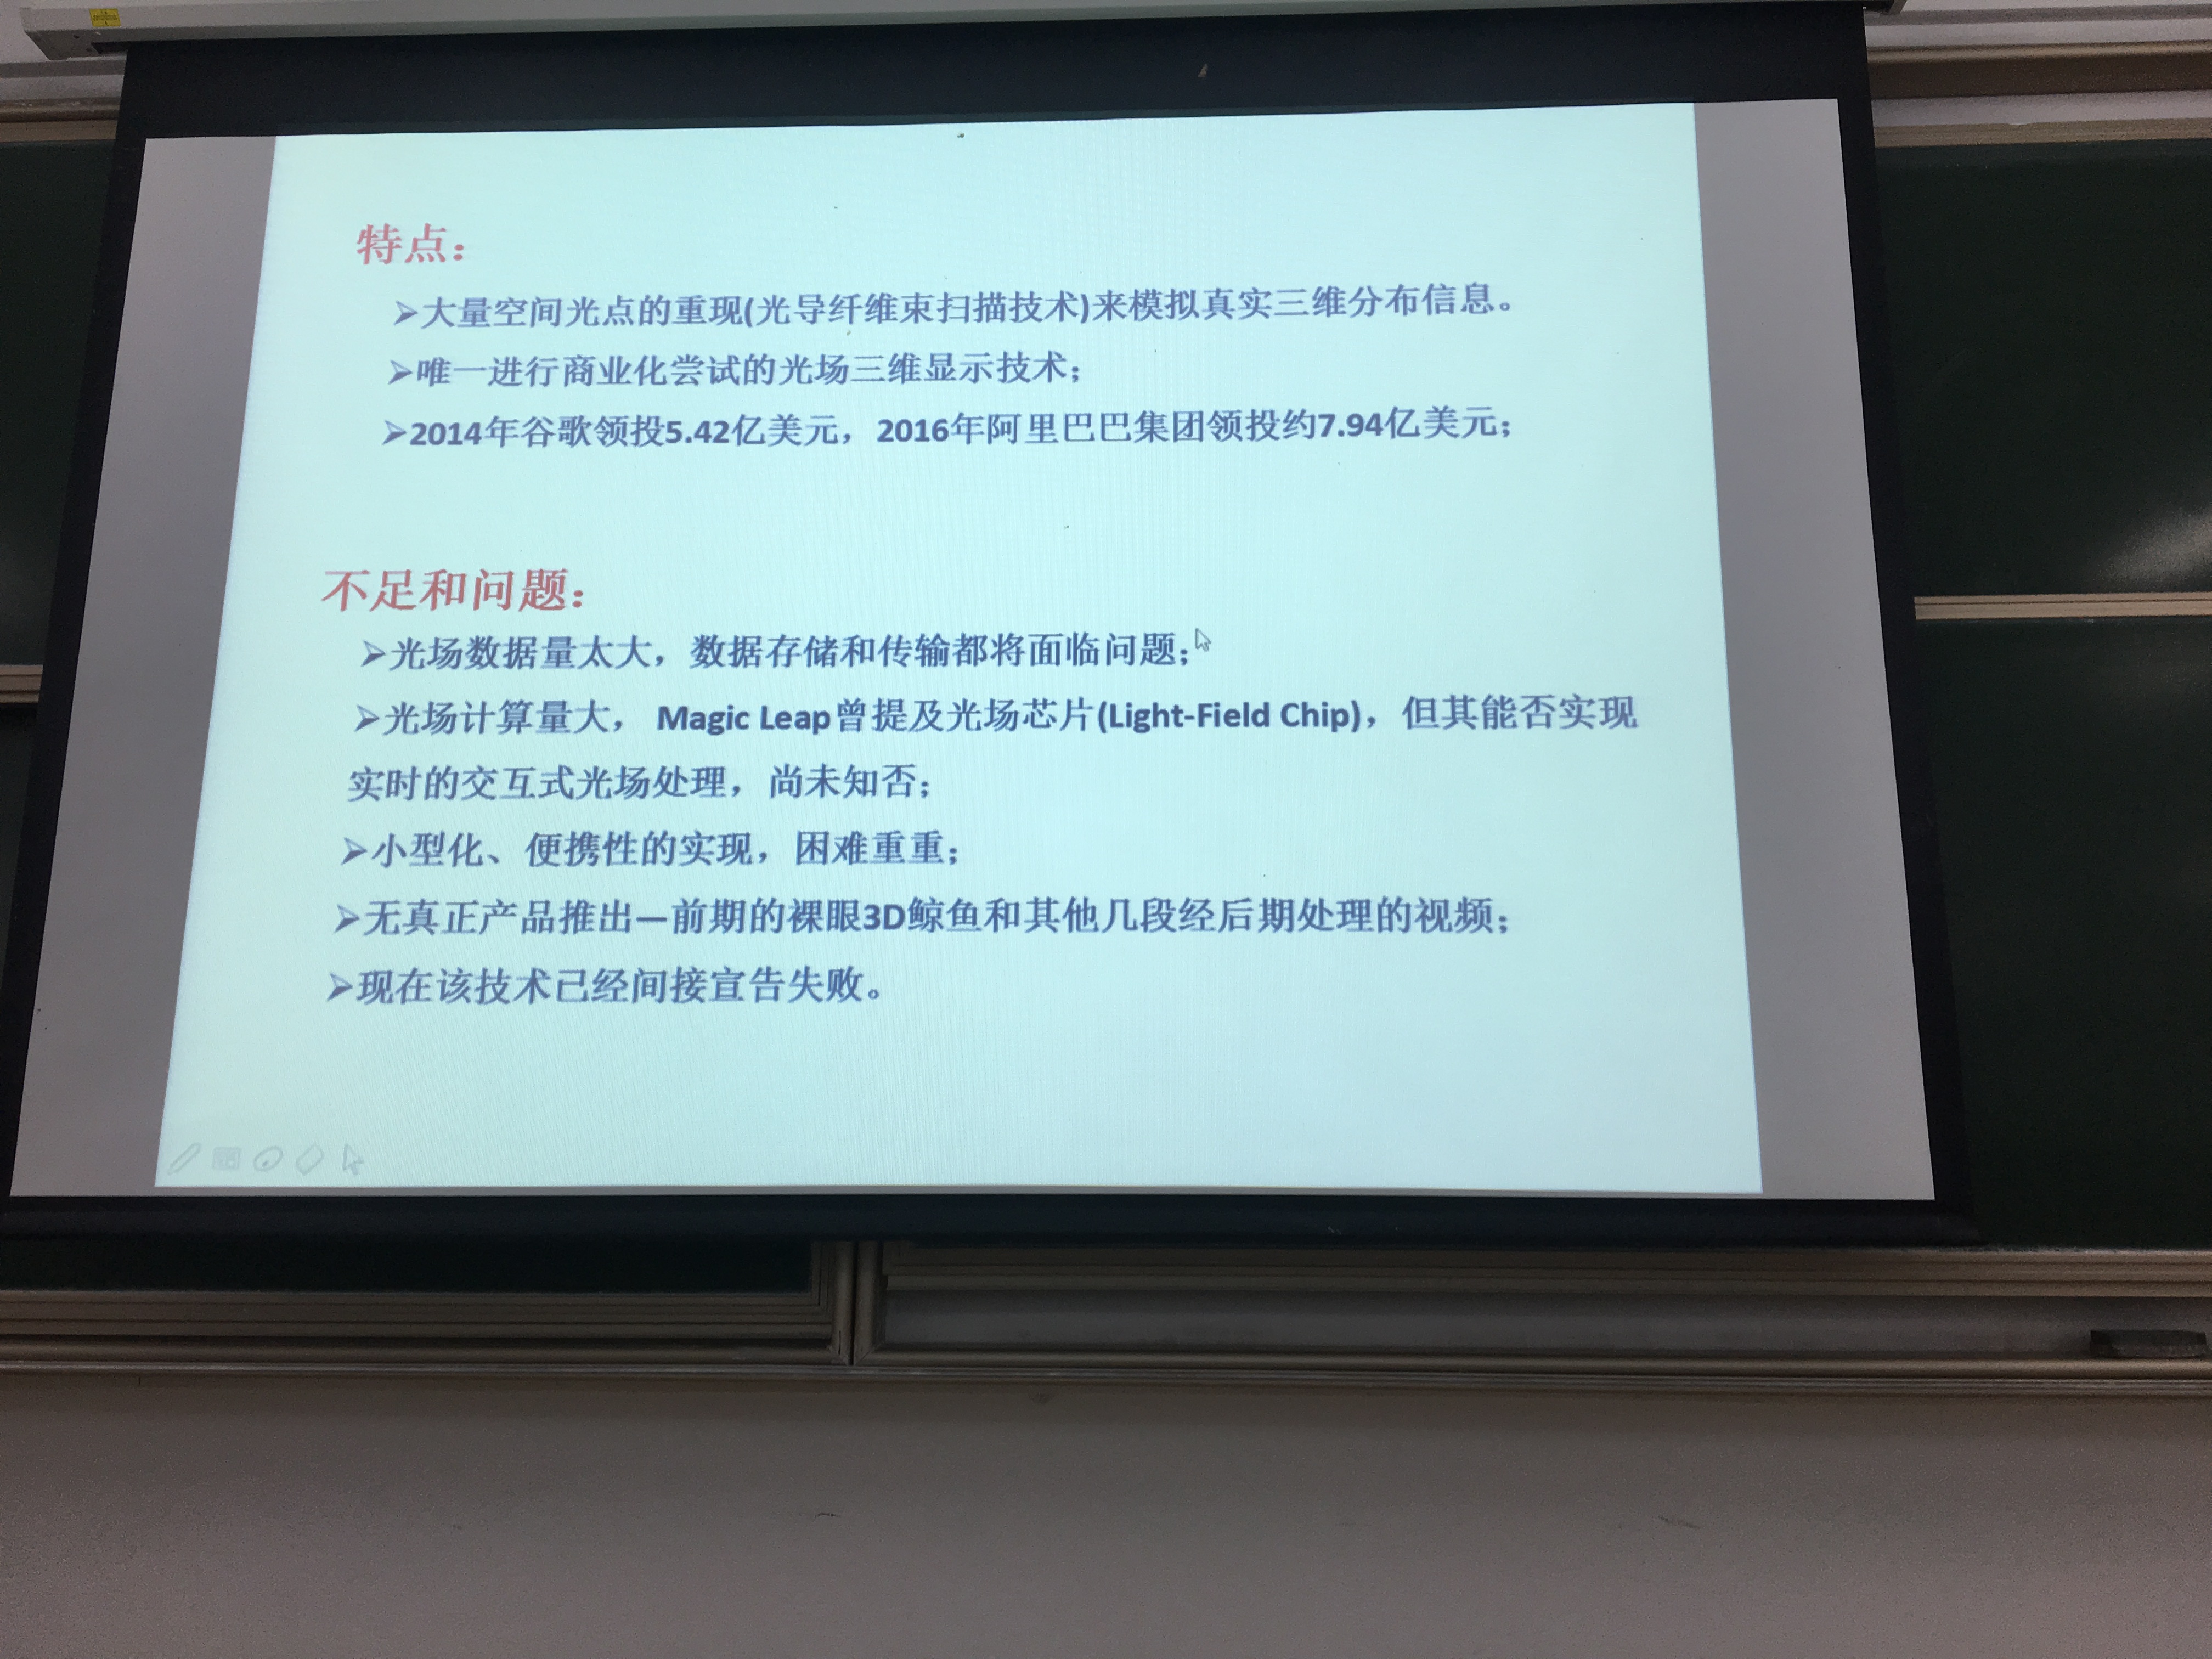 特点：
➢大量空间光点的重现(光导纤维束扫描技术)来模拟真实三维分布信息。
➢唯一进行商业化尝试的光场三维显示技术；
➢2014年谷歌领投5.42亿美元，2016年阿里巴巴集团领投约7.94亿美元；
不足和问题：
➢光场数据量太大，数据存储和传输都将面临问题；
➢光场计算量大， Magic Leap曾提及光场芯片(Light-Field Chip)，但其能否实现
实时的交互式光场处理，尚未知否；
➢小型化、便携性的实现，困难重重；
➢无真正产品推出—前期的裸眼3D鲸鱼和其他几段经后期处理的视频；
➢现在该技术已经间接宣告失败。